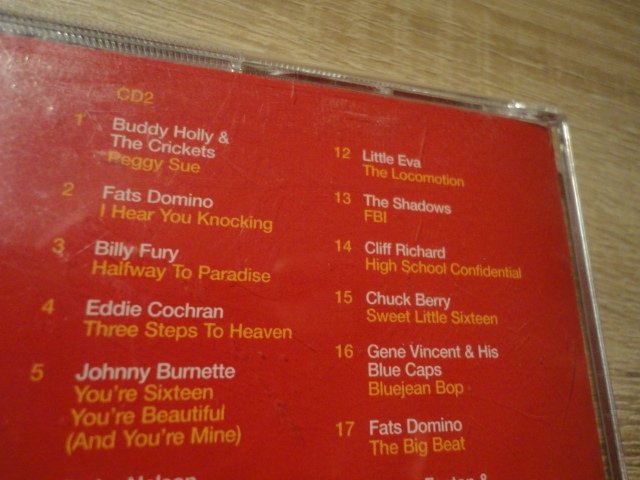 CD2
1 Buddy Holly &
The Crickets
Peggy Sue
2 Fats Domino
I Hear You Knocking
3 Billy Fury
Halfway To Paradise
4 Eddie Cochran
Three Steps To Heaven
5 Johnny Burnette
You're Sixteen
You're Beautiful
(And You're Mine)
Nelson
12 Little Eva
The Locomotion
13 The Shadows
FBI
14 Cliff Richard
High School Confidential
15 Chuck Berry
Sweet Little Sixteen
16 Gene Vincent & His
Blue Caps
Bluejean Bop
17 Fats Domino
The Big Beat
&